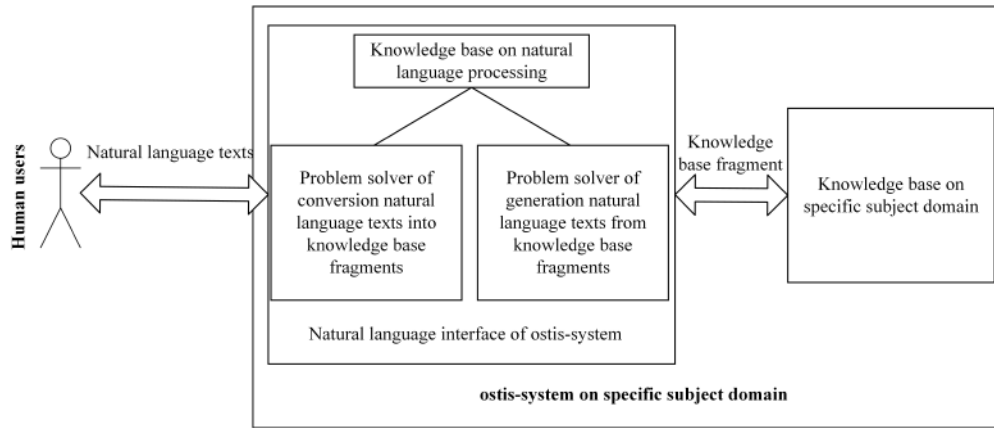 Knowledge base on natural
language processing
Human users
Natural language texts
Problem solver of
conversion natural
language texts into
knowledge base
fragments
Problem solver of
generation natural
language texts from
knowledge base
fragments
Knowledge
base fragment
Knowledge base on
specific subject domain
Natural language interface of ostis-system
ostis-system on specific subject domain